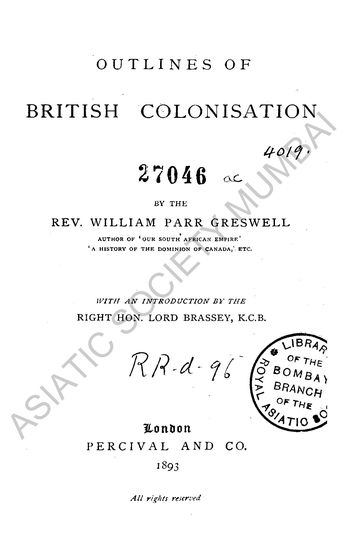 OUTLINES OF
BRITISH COLONISATION
4019.
27046 ac
BY THE
REV. WILLIAM PARR GRESWELL
AUTHOR OF 'OUR SOUTH AFRICAN EMPIRE'
'A HISTORY OF THE DOMINION OF CANADA,' ETC.
WITH AN INTRODUCTION BY THE
RIGHT HON. LORD BRASSEY, K.C.B.
RR-d-96
LIBRAR
OF THE
BOMBAY
BRANCH
OF THE
ROYAL ASIATIC SO
London
PERCIVAL AND CO.
1893
All rights reserved
ASIATIC SOCIETY MUMBAI